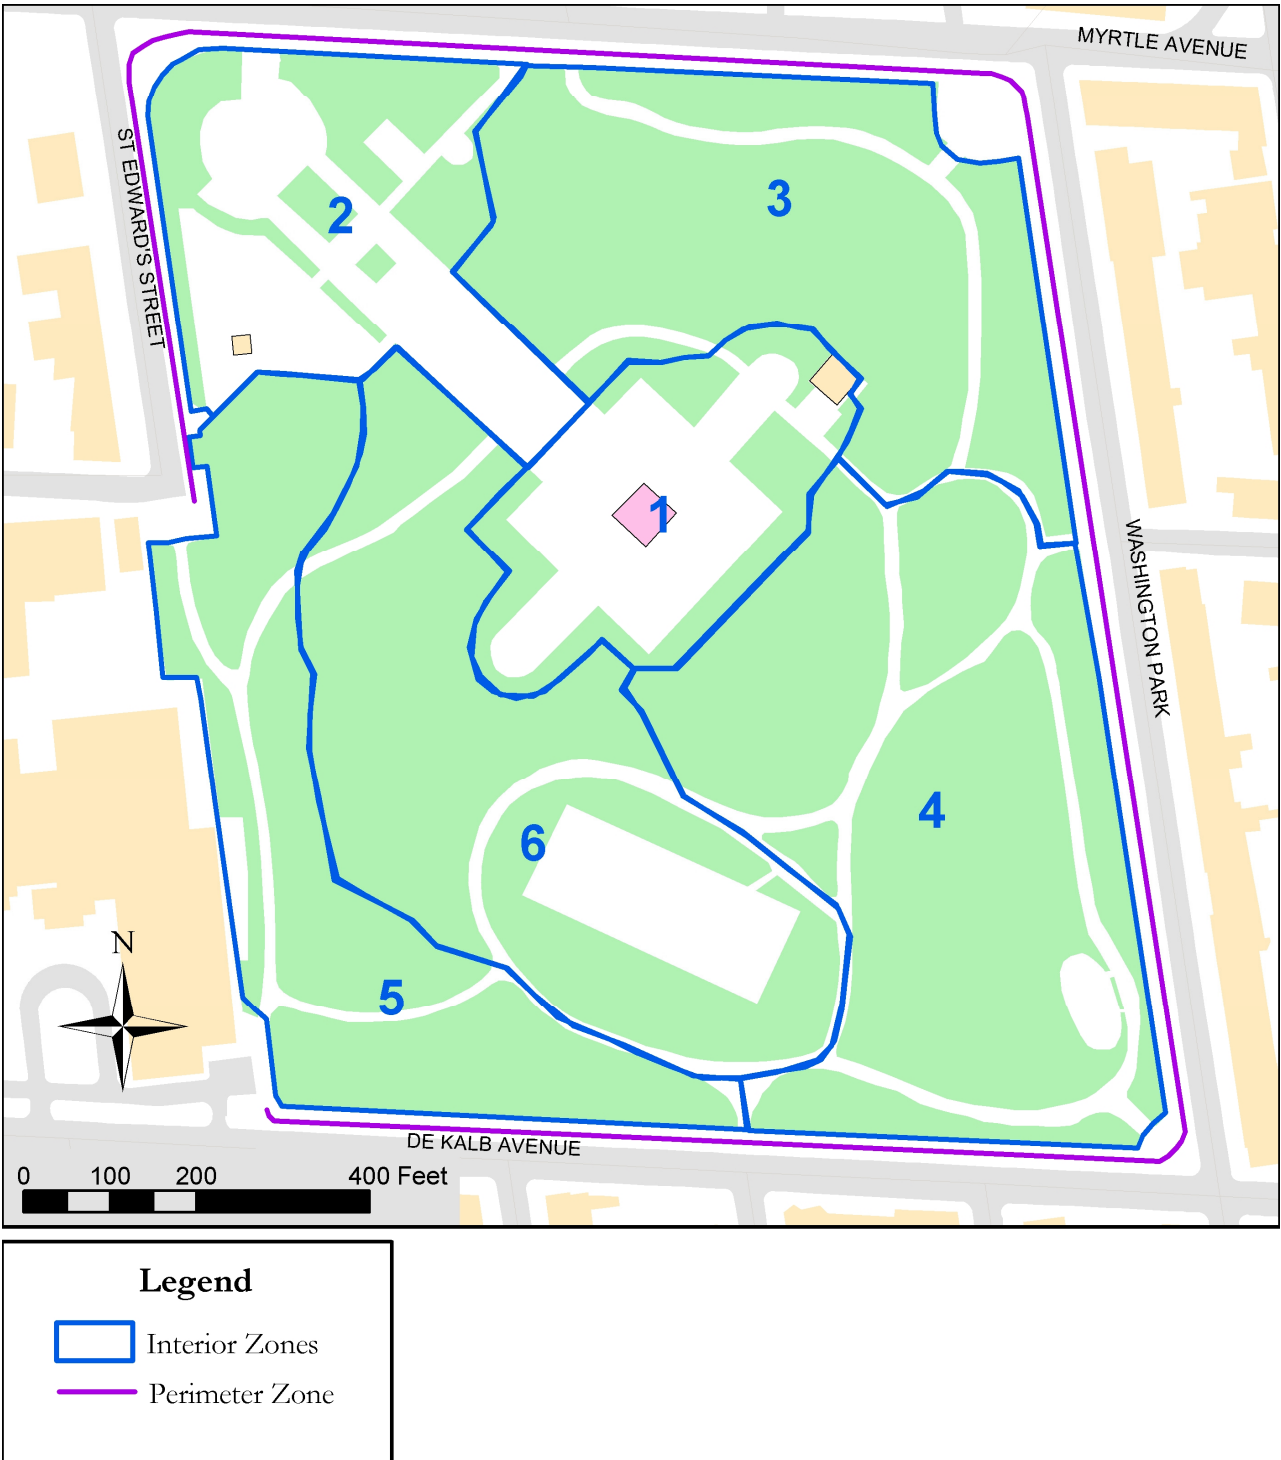 MYRTLE AVENUE
ST EDWARD'S STREET
2
3
1
WASHINGTON PARK
4
6
N
5
DE KALB AVENUE
0 100 200 400 Feet
Legend
Interior Zones
Perimeter Zone